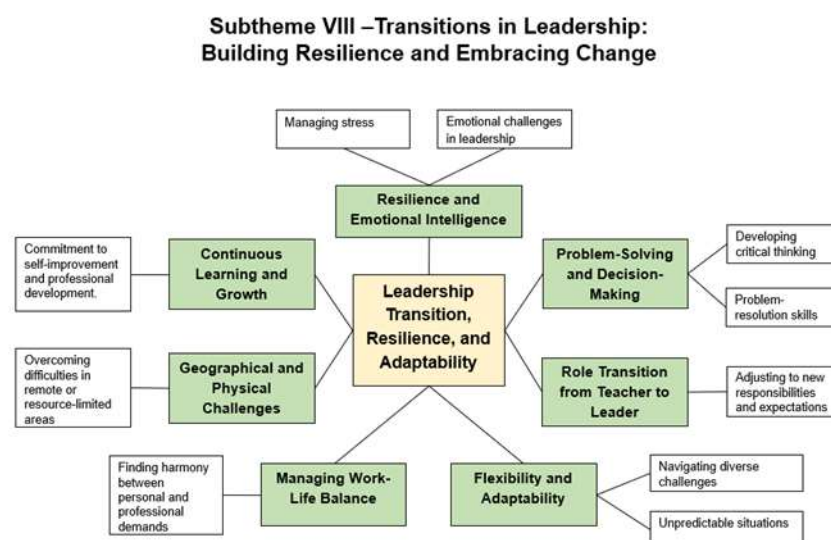 Subtheme VIII –Transitions in Leadership:
Building Resilience and Embracing Change
Managing stress
Emotional challenges
in leadership
Resilience and
Emotional Intelligence
Commitment to
self-improvement
and professional
development.
Continuous
Learning and
Growth
Leadership
Transition,
Resilience, and
Adaptability
Problem-Solving
and Decision-
Making
Developing
critical thinking
Problem-
resolution skills
Overcoming
difficulties in
remote or
resource-limited
areas
Geographical and
Physical
Challenges
Role Transition
from Teacher to
Leader
Adjusting to new
responsibilities
and expectations
Finding harmony
between
personal and
professional
demands
Managing Work-
Life Balance
Flexibility and
Adaptability
Navigating diverse
challenges
Unpredictable situations